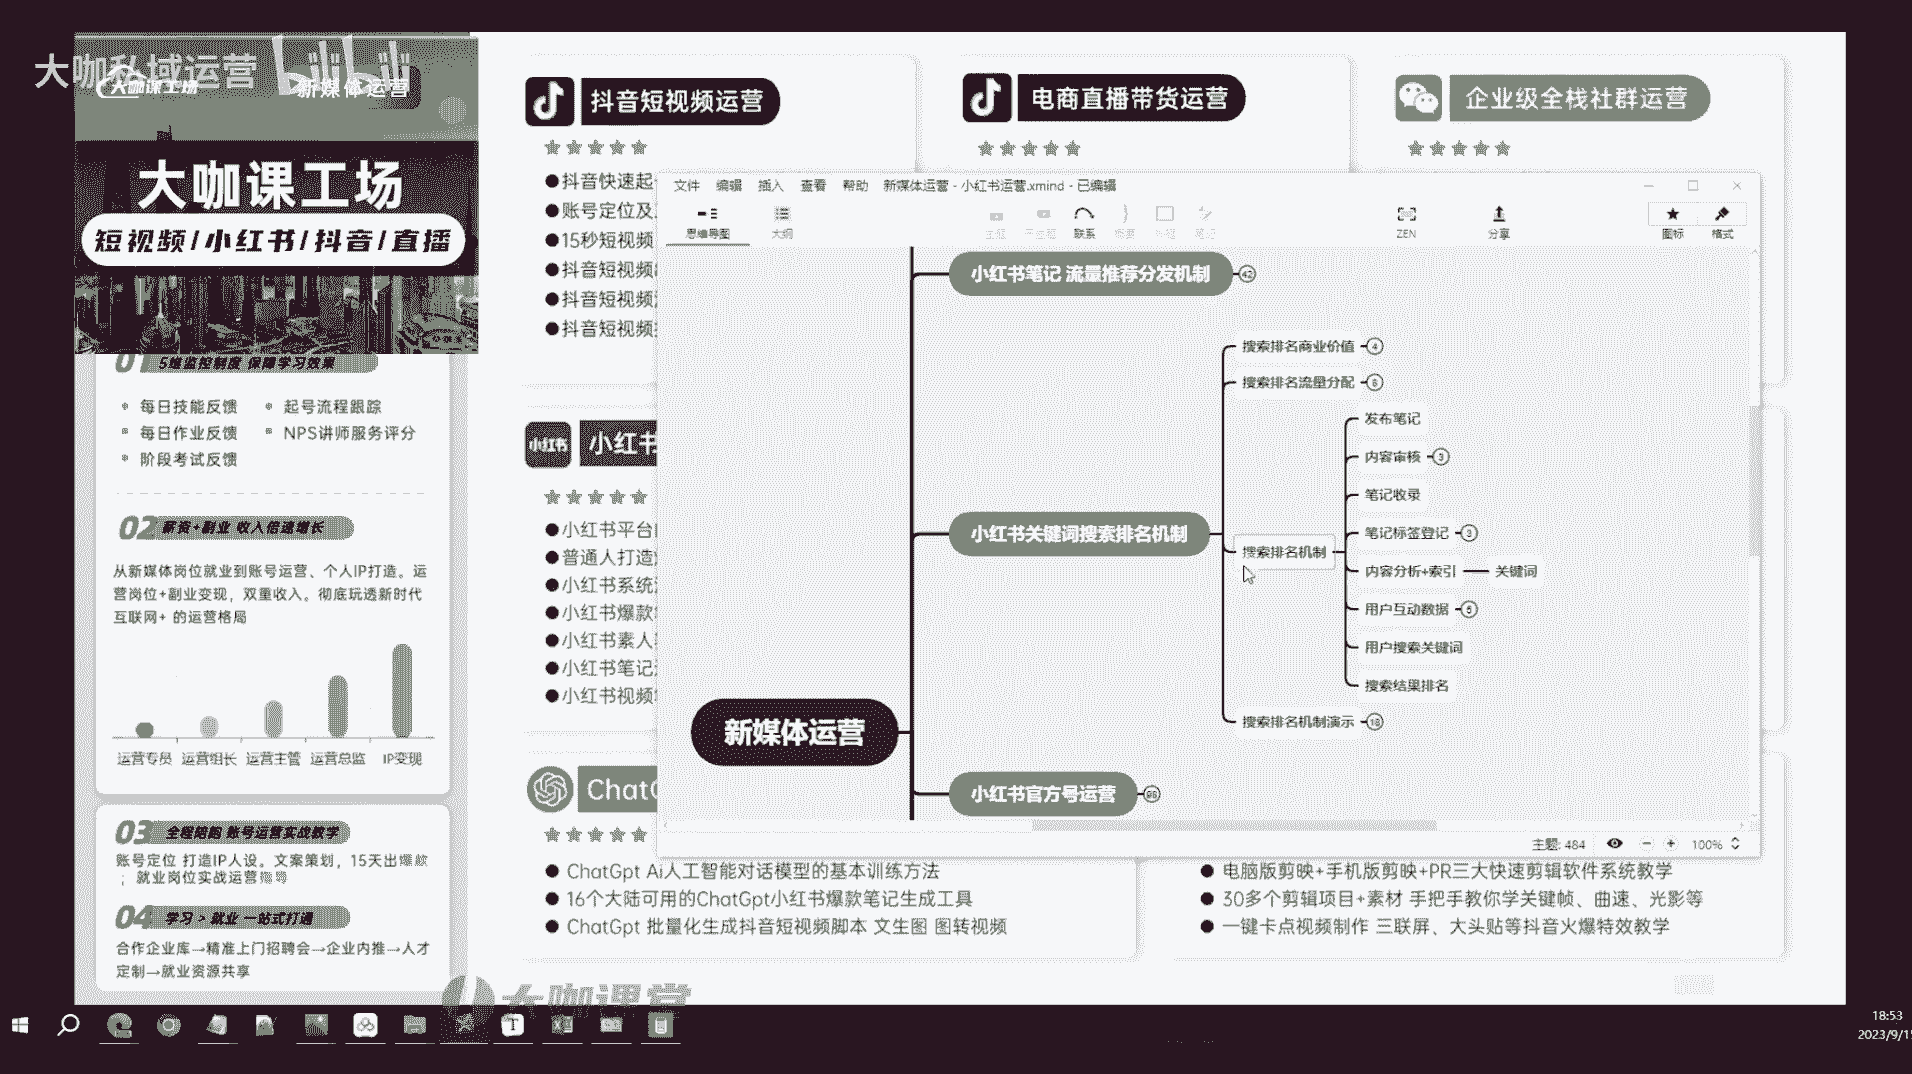 大咖私域运营 bilibili
大咖课工场
新媒体运营
大咖课工场
短视频/小红书/抖音/直播
01 5维监控制度 保障学习效果
每日技能反馈
起号流程跟踪
每日作业反馈
NPS讲师服务评分
阶段考试反馈
02 薪资+副业 收入倍速增长
从新媒体岗位就业到账号运营、个人IP打造。运
营岗位+副业变现，双重收入。彻底玩透新时代
互联网+ 的运营格局
运营专员 运营组长 运营主管 运营总监 IP变现
03 全程陪跑 账号运营实战教学
账号定位 打造IP人设。文案策划，15天出爆款
；就业岗位实战运营指导
04 学习 > 就业 一站式打通
合作企业库→精准上门招聘会→企业内推→人才
定制→就业资源共享
抖音短视频运营
抖音快速起
账号定位及
15秒短视频
抖音短视频
抖音短视频
抖音短视频
电商直播带货运营
企业级全栈社群运营
小红书
小红书
小红书平台
普通人打造
小红书系统
小红书爆款
小红书素人
小红书笔记
小红书视频
文件 编辑 插入 查看 帮助 新媒体运营 - 小红书运营.xmind - 已编辑
思维导图
大纲
主题
子主题
联系
概要
外框
笔记
ZEN
分享
图标
格式
小红书笔记 流量推荐分发机制 42
搜索排名商业价值 4
搜索排名流量分配 6
发布笔记
内容审核 3
笔记收录
小红书关键词搜索排名机制
笔记标签登记 3
搜索排名机制
内容分析+索引
关键词
用户互动数据 5
用户搜索关键词
搜索结果排名
搜索排名机制演示 18
新媒体运营
小红书官方号运营 96
主题: 484
100%
ChatG
ChatGpt Ai人工智能对话模型的基本训练方法
16个大陆可用的ChatGpt小红书爆款笔记生成工具
ChatGpt 批量化生成抖音短视频脚本 文生图 图转视频
电脑版剪映+手机版剪映+PR三大快速剪辑软件系统教学
30多个剪辑项目+素材 手把手教你学关键帧、曲速、光影等
一键卡点视频制作 三联屏、大头贴等抖音火爆特效教学
大咖课堂
18:53
2023/9/15